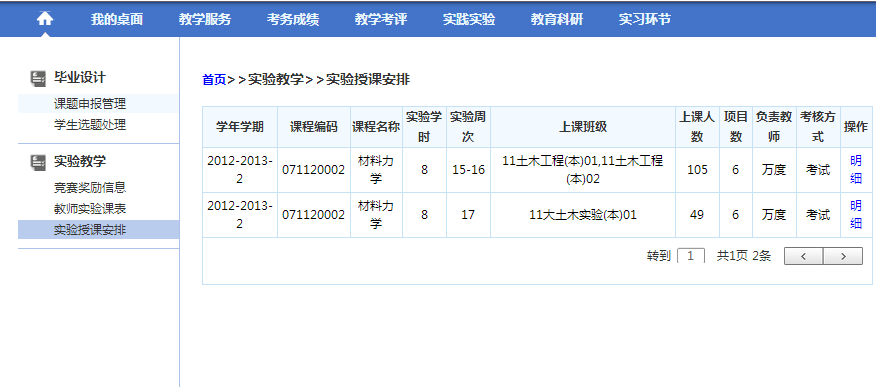 我的桌面 教学服务 考务成绩 教学考评 实践实验 教育科研 实习环节
毕业设计
课题申报管理
学生选题处理
实验教学
竞赛奖励信息
教师实验课表
实验授课安排
首页>>实验教学>>实验授课安排
学年学期 课程编码 课程名称 实验学时 实验周次 上课班级 上课人数 项目数 负责教师 考核方式 操作
2012-2013-2 071120002 材料力学 8 15-16 11土木工程(本)01,11土木工程(本)02 105 6 万度 考试 明细
2012-2013-2 071120002 材料力学 8 17 11大土木实验(本)01 49 6 万度 考试 明细
转到 1 共1页 2条 < >